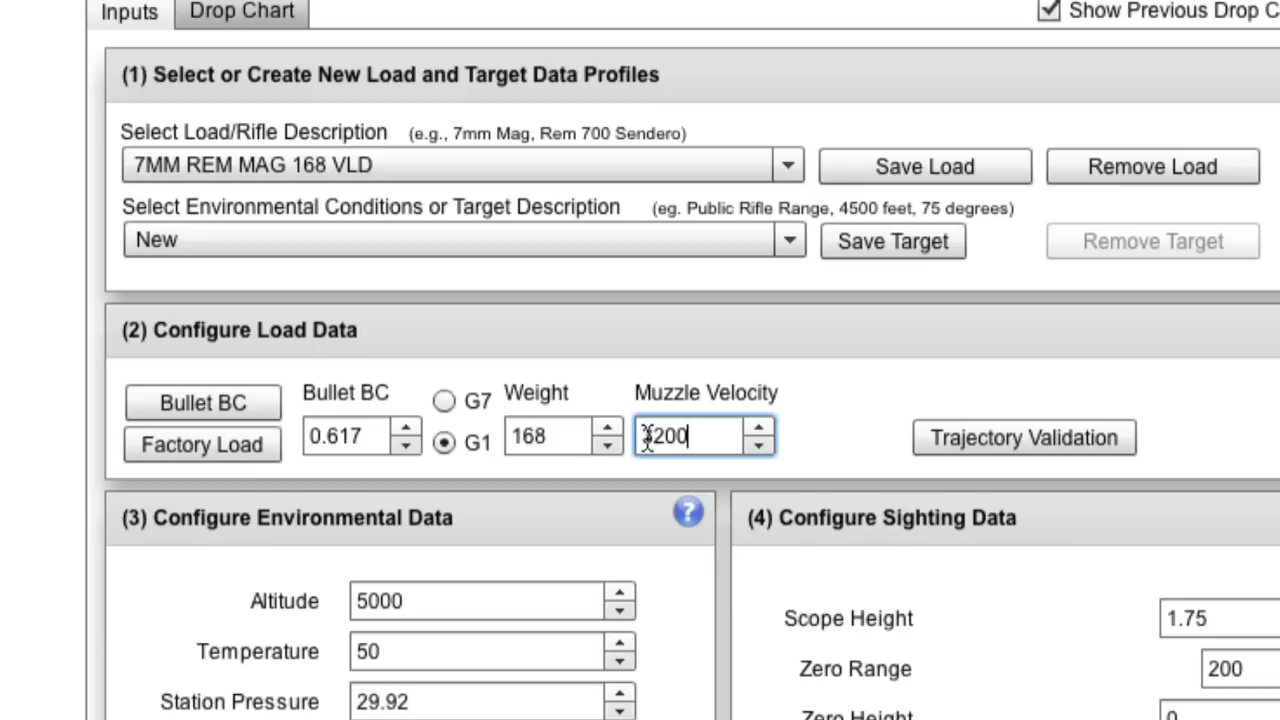 Inputs
Drop Chart
Show Previous Drop C
(1) Select or Create New Load and Target Data Profiles
Select Load/Rifle Description (e.g., 7mm Mag, Rem 700 Sendero)
7MM REM MAG 168 VLD
Save Load
Remove Load
Select Environmental Conditions or Target Description (eg. Public Rifle Range, 4500 feet, 75 degrees)
New
Save Target
Remove Target
(2) Configure Load Data
Bullet BC
Factory Load
Bullet BC
0.617
G7
G1
Weight
168
Muzzle Velocity
200
Trajectory Validation
(3) Configure Environmental Data
?
Altitude
5000
Temperature
50
Station Pressure
29.92
(4) Configure Sighting Data
Scope Height
1.75
Zero Range
200
Zero Height
0